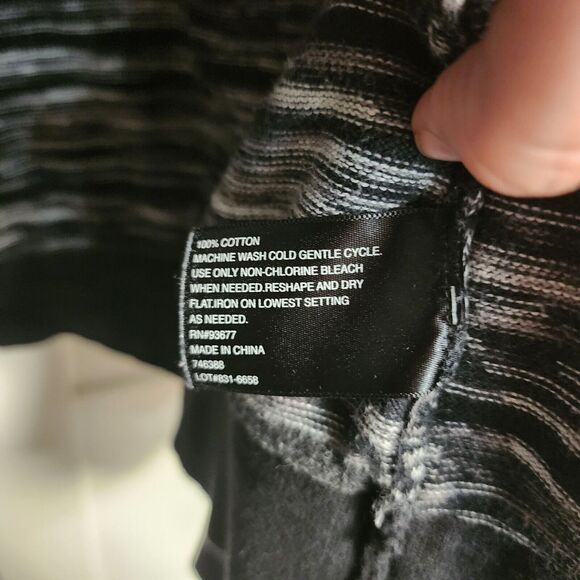 100% COTTON
MACHINE WASH COLD GENTLE CYCLE.
USE ONLY NON-CHLORINE BLEACH
WHEN NEEDED.RESHAPE AND DRY
FLAT.IRON ON LOWEST SETTING
AS NEEDED.
RN#93677
MADE IN CHINA
746388
LOT#831-6658